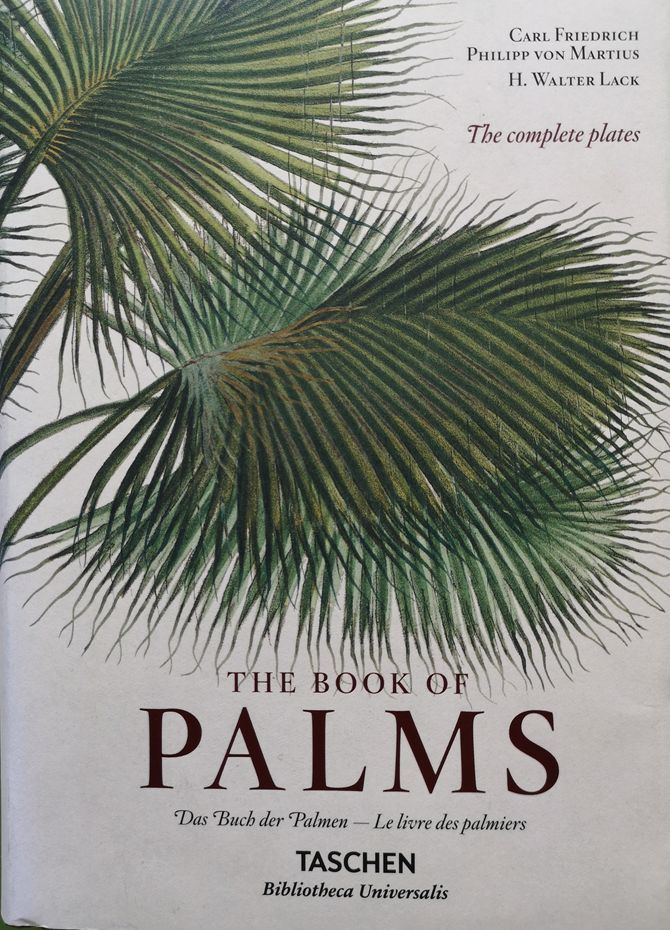 Carl Friedrich
Philipp von Martius
H. Walter Lack
The complete plates
THE BOOK OF
PALMS
Das Buch der Palmen — Le livre des palmiers
TASCHEN
Bibliotheca Universalis